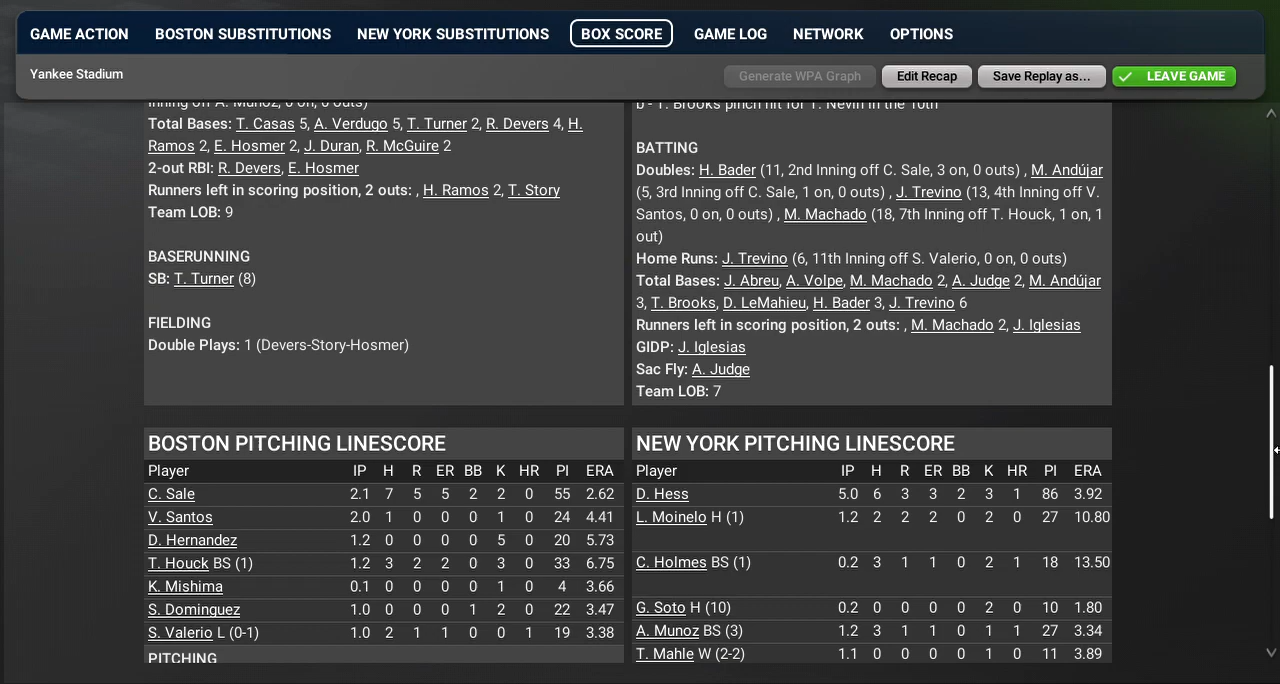 GAME ACTION BOSTON SUBSTITUTIONS NEW YORK SUBSTITUTIONS BOX SCORE GAME LOG NETWORK OPTIONS
Yankee Stadium Generate WPA Graph Edit Recap Save Replay as... LEAVE GAME
Inning off A. Munoz, 0 on, 0 outs)
Total Bases: T. Casas 5, A. Verdugo 5, T. Turner 2, R. Devers 4, H.
Ramos 2, E. Hosmer 2, J. Duran, R. McGuire 2
2-out RBI: R. Devers, E. Hosmer
Runners left in scoring position, 2 outs: , H. Ramos 2, T. Story
Team LOB: 9
BASERUNNING
SB: T. Turner (8)
FIELDING
Double Plays: 1 (Devers-Story-Hosmer)
b - T. Brooks pinch hit for T. Nevin in the 10th
BATTING
Doubles: H. Bader (11, 2nd Inning off C. Sale, 3 on, 0 outs) , M. Andújar
(5, 3rd Inning off C. Sale, 1 on, 0 outs) , J. Trevino (13, 4th Inning off V.
Santos, 0 on, 0 outs) , M. Machado (18, 7th Inning off T. Houck, 1 on, 1
out)
Home Runs: J. Trevino (6, 11th Inning off S. Valerio, 0 on, 0 outs)
Total Bases: J. Abreu, A. Volpe, M. Machado 2, A. Judge 2, M. Andújar
3, T. Brooks, D. LeMahieu, H. Bader 3, J. Trevino 6
Runners left in scoring position, 2 outs: , M. Machado 2, J. Iglesias
GIDP: J. Iglesias
Sac Fly: A. Judge
Team LOB: 7
BOSTON PITCHING LINESCORE
Player IP H R ER BB K HR PI ERA
C. Sale 2.1 7 5 5 2 2 0 55 2.62
V. Santos 2.0 1 0 0 0 1 0 24 4.41
D. Hernandez 1.2 0 0 0 0 5 0 20 5.73
T. Houck BS (1) 1.2 3 2 2 0 3 0 33 6.75
K. Mishima 0.1 0 0 0 0 1 0 4 3.66
S. Dominguez 1.0 0 0 0 1 2 0 22 3.47
S. Valerio L (0-1) 1.0 2 1 1 0 0 1 19 3.38
PITCHING
NEW YORK PITCHING LINESCORE
Player IP H R ER BB K HR PI ERA
D. Hess 5.0 6 3 3 2 3 1 86 3.92
L. Moinelo H (1) 1.2 2 2 2 0 2 0 27 10.80
C. Holmes BS (1) 0.2 3 1 1 0 2 1 18 13.50
G. Soto H (10) 0.2 0 0 0 0 2 0 10 1.80
A. Munoz BS (3) 1.2 3 1 1 0 1 1 27 3.34
T. Mahle W (2-2) 1.1 0 0 0 0 1 0 11 3.89